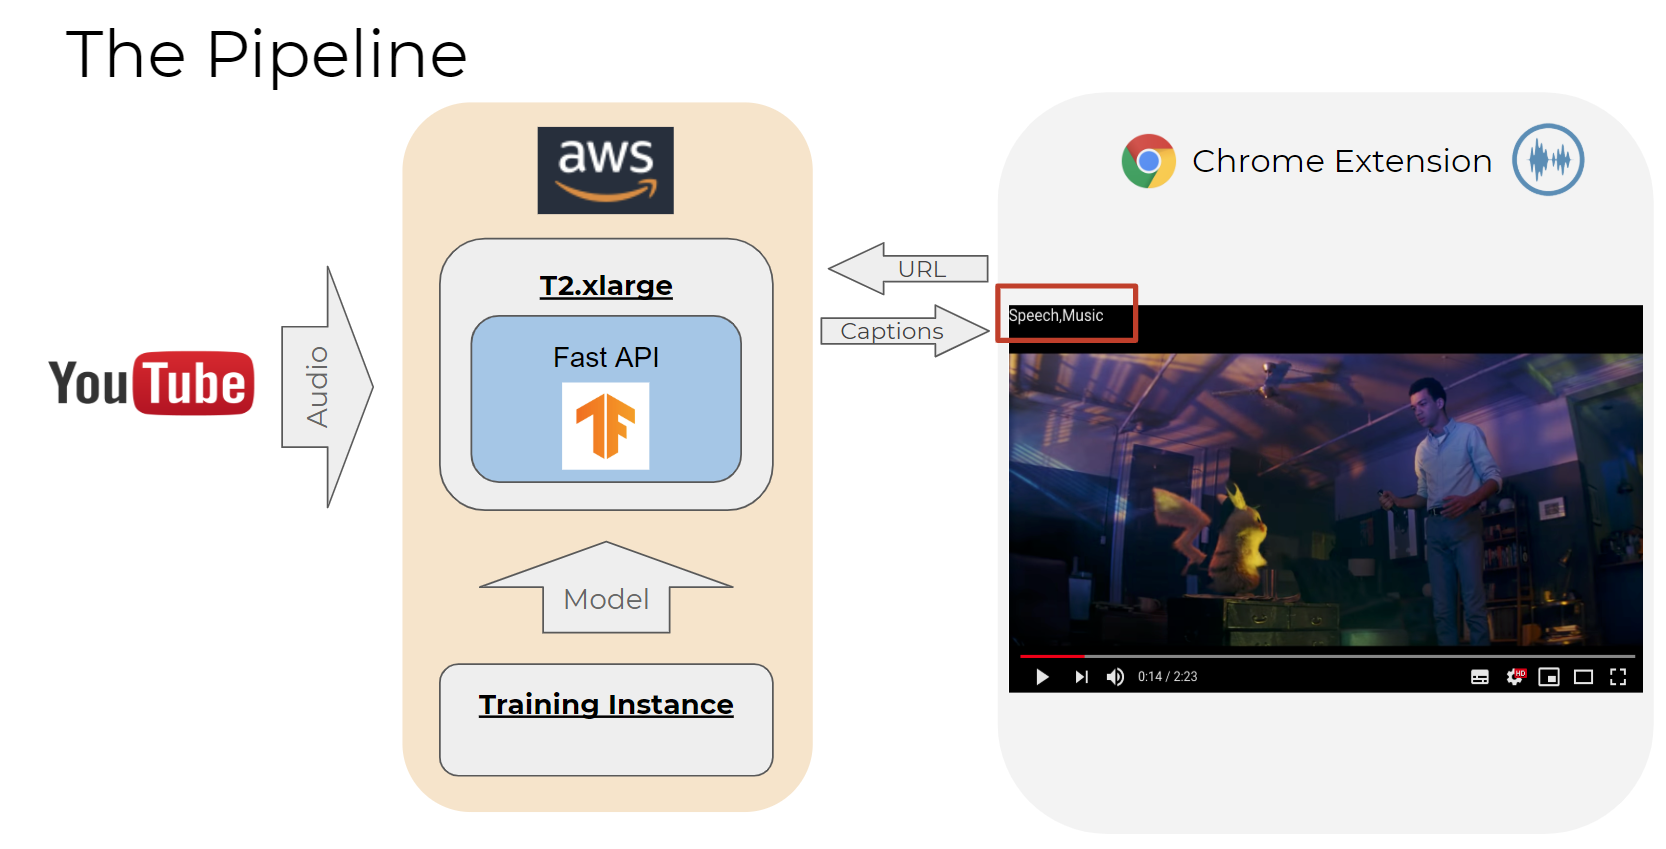 The Pipeline
aws
T2.xlarge
Fast API
YouTube
Audio
Model
Training Instance
URL
Captions
Chrome Extension
Speech,Music
0:14 / 2:23
HD